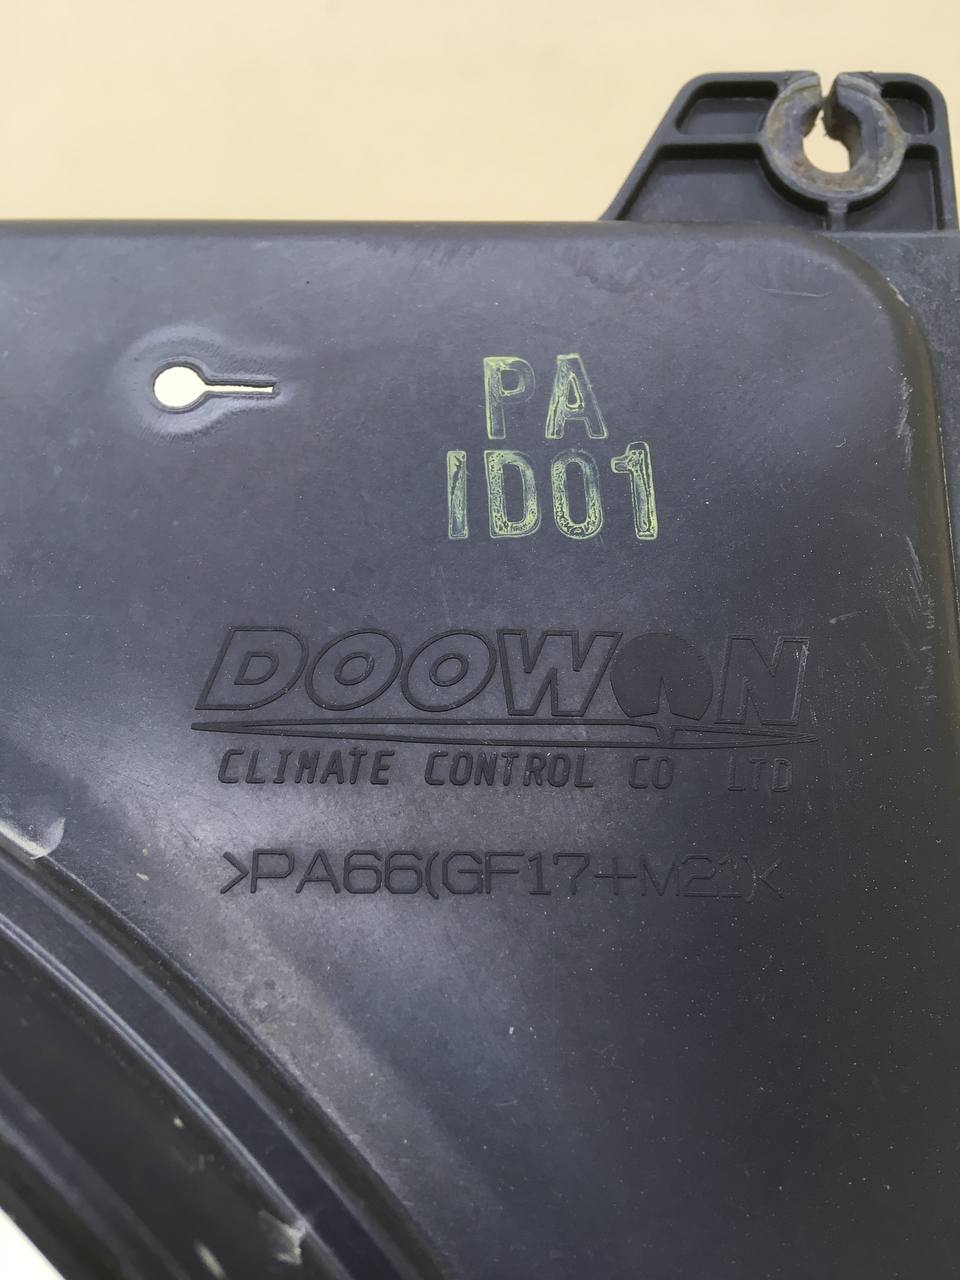 PA
ID01
DOOWON
CLIMATE CONTROL CO LTD
>PA66(GF17+M21)<